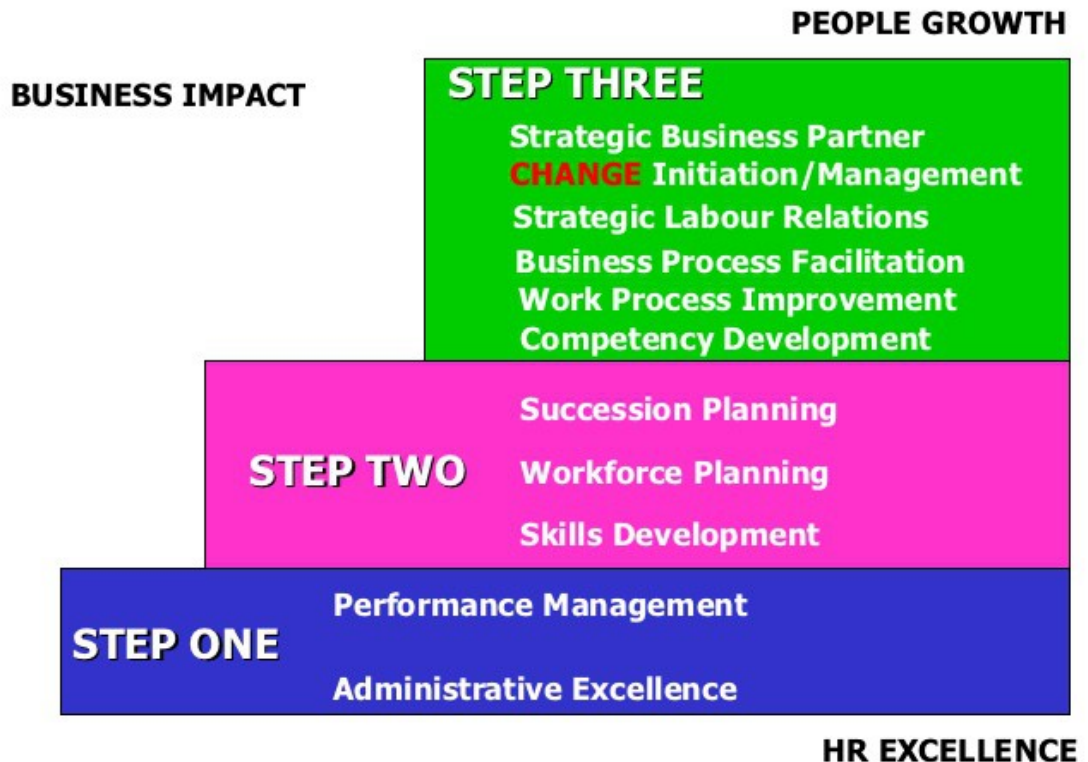 PEOPLE GROWTH
BUSINESS IMPACT
STEP THREE
Strategic Business Partner
CHANGE Initiation/Management
Strategic Labour Relations
Business Process Facilitation
Work Process Improvement
Competency Development
STEP TWO
Succession Planning
Workforce Planning
Skills Development
STEP ONE
Performance Management
Administrative Excellence
HR EXCELLENCE